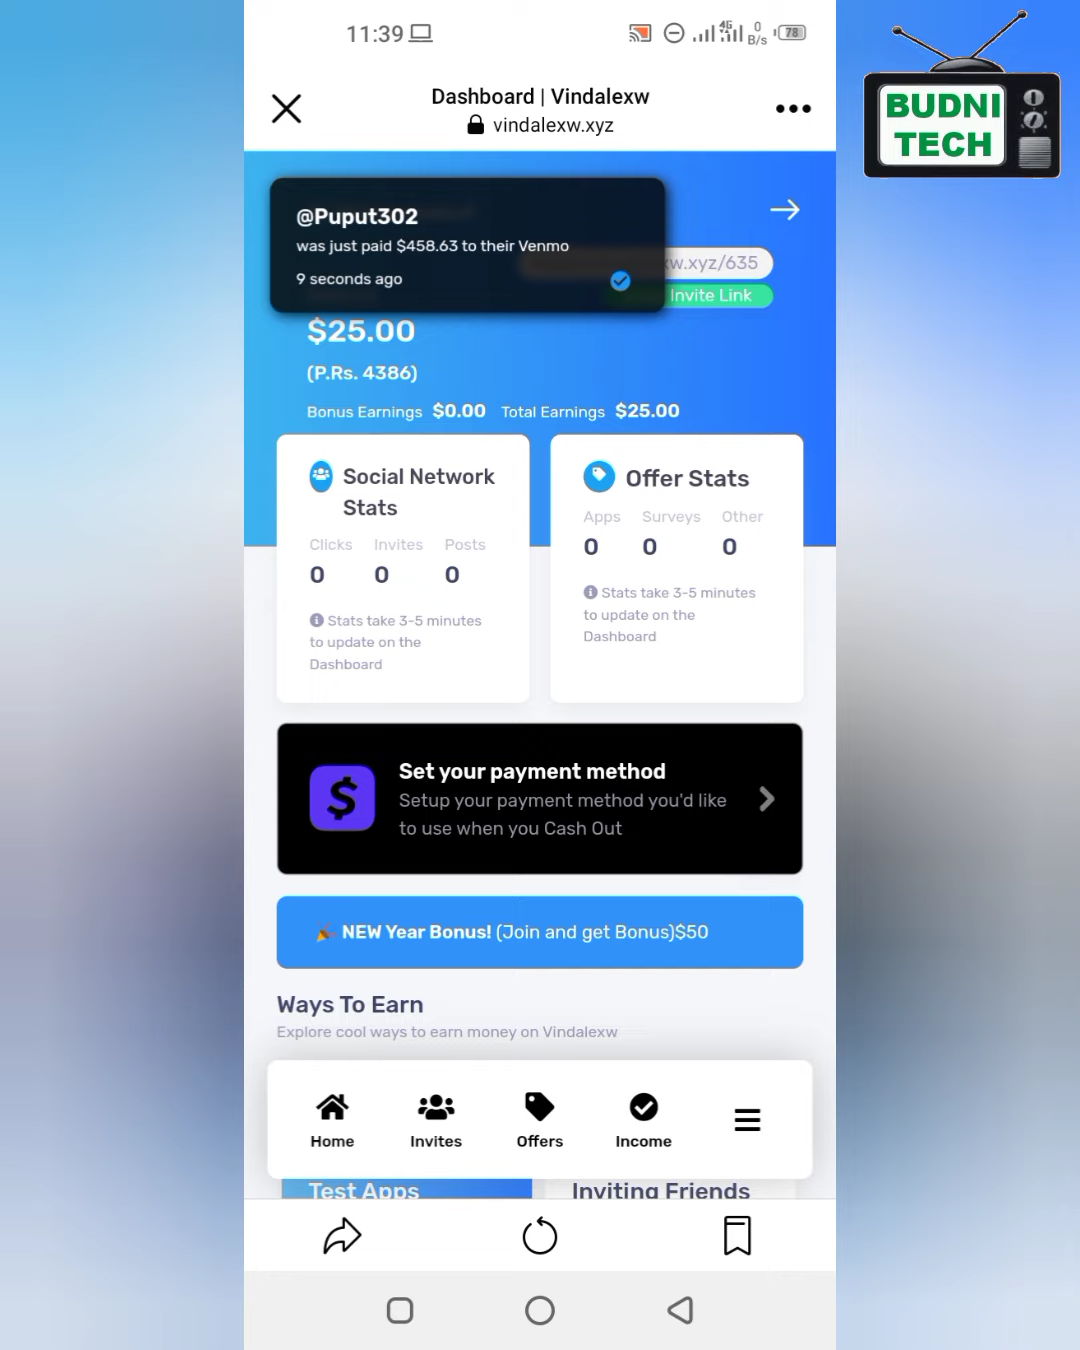 11:39
4G
0
B/s
78
BUDNI
TECH
Dashboard | Vindalexw
vindalexw.xyz
@Puput302
was just paid $458.63 to their Venmo
9 seconds ago
xw.xyz/635
Invite Link
$25.00
(P.Rs. 4386)
Bonus Earnings $0.00 Total Earnings $25.00
Social Network
Stats
Clicks Invites Posts
0 0 0
Stats take 3-5 minutes
to update on the
Dashboard
Offer Stats
Apps Surveys Other
0 0 0
Stats take 3-5 minutes
to update on the
Dashboard
$
Set your payment method
Setup your payment method you'd like
to use when you Cash Out
NEW Year Bonus! (Join and get Bonus)$50
Ways To Earn
Explore cool ways to earn money on Vindalexw
Home Invites Offers Income
Test Apps
Inviting Friends